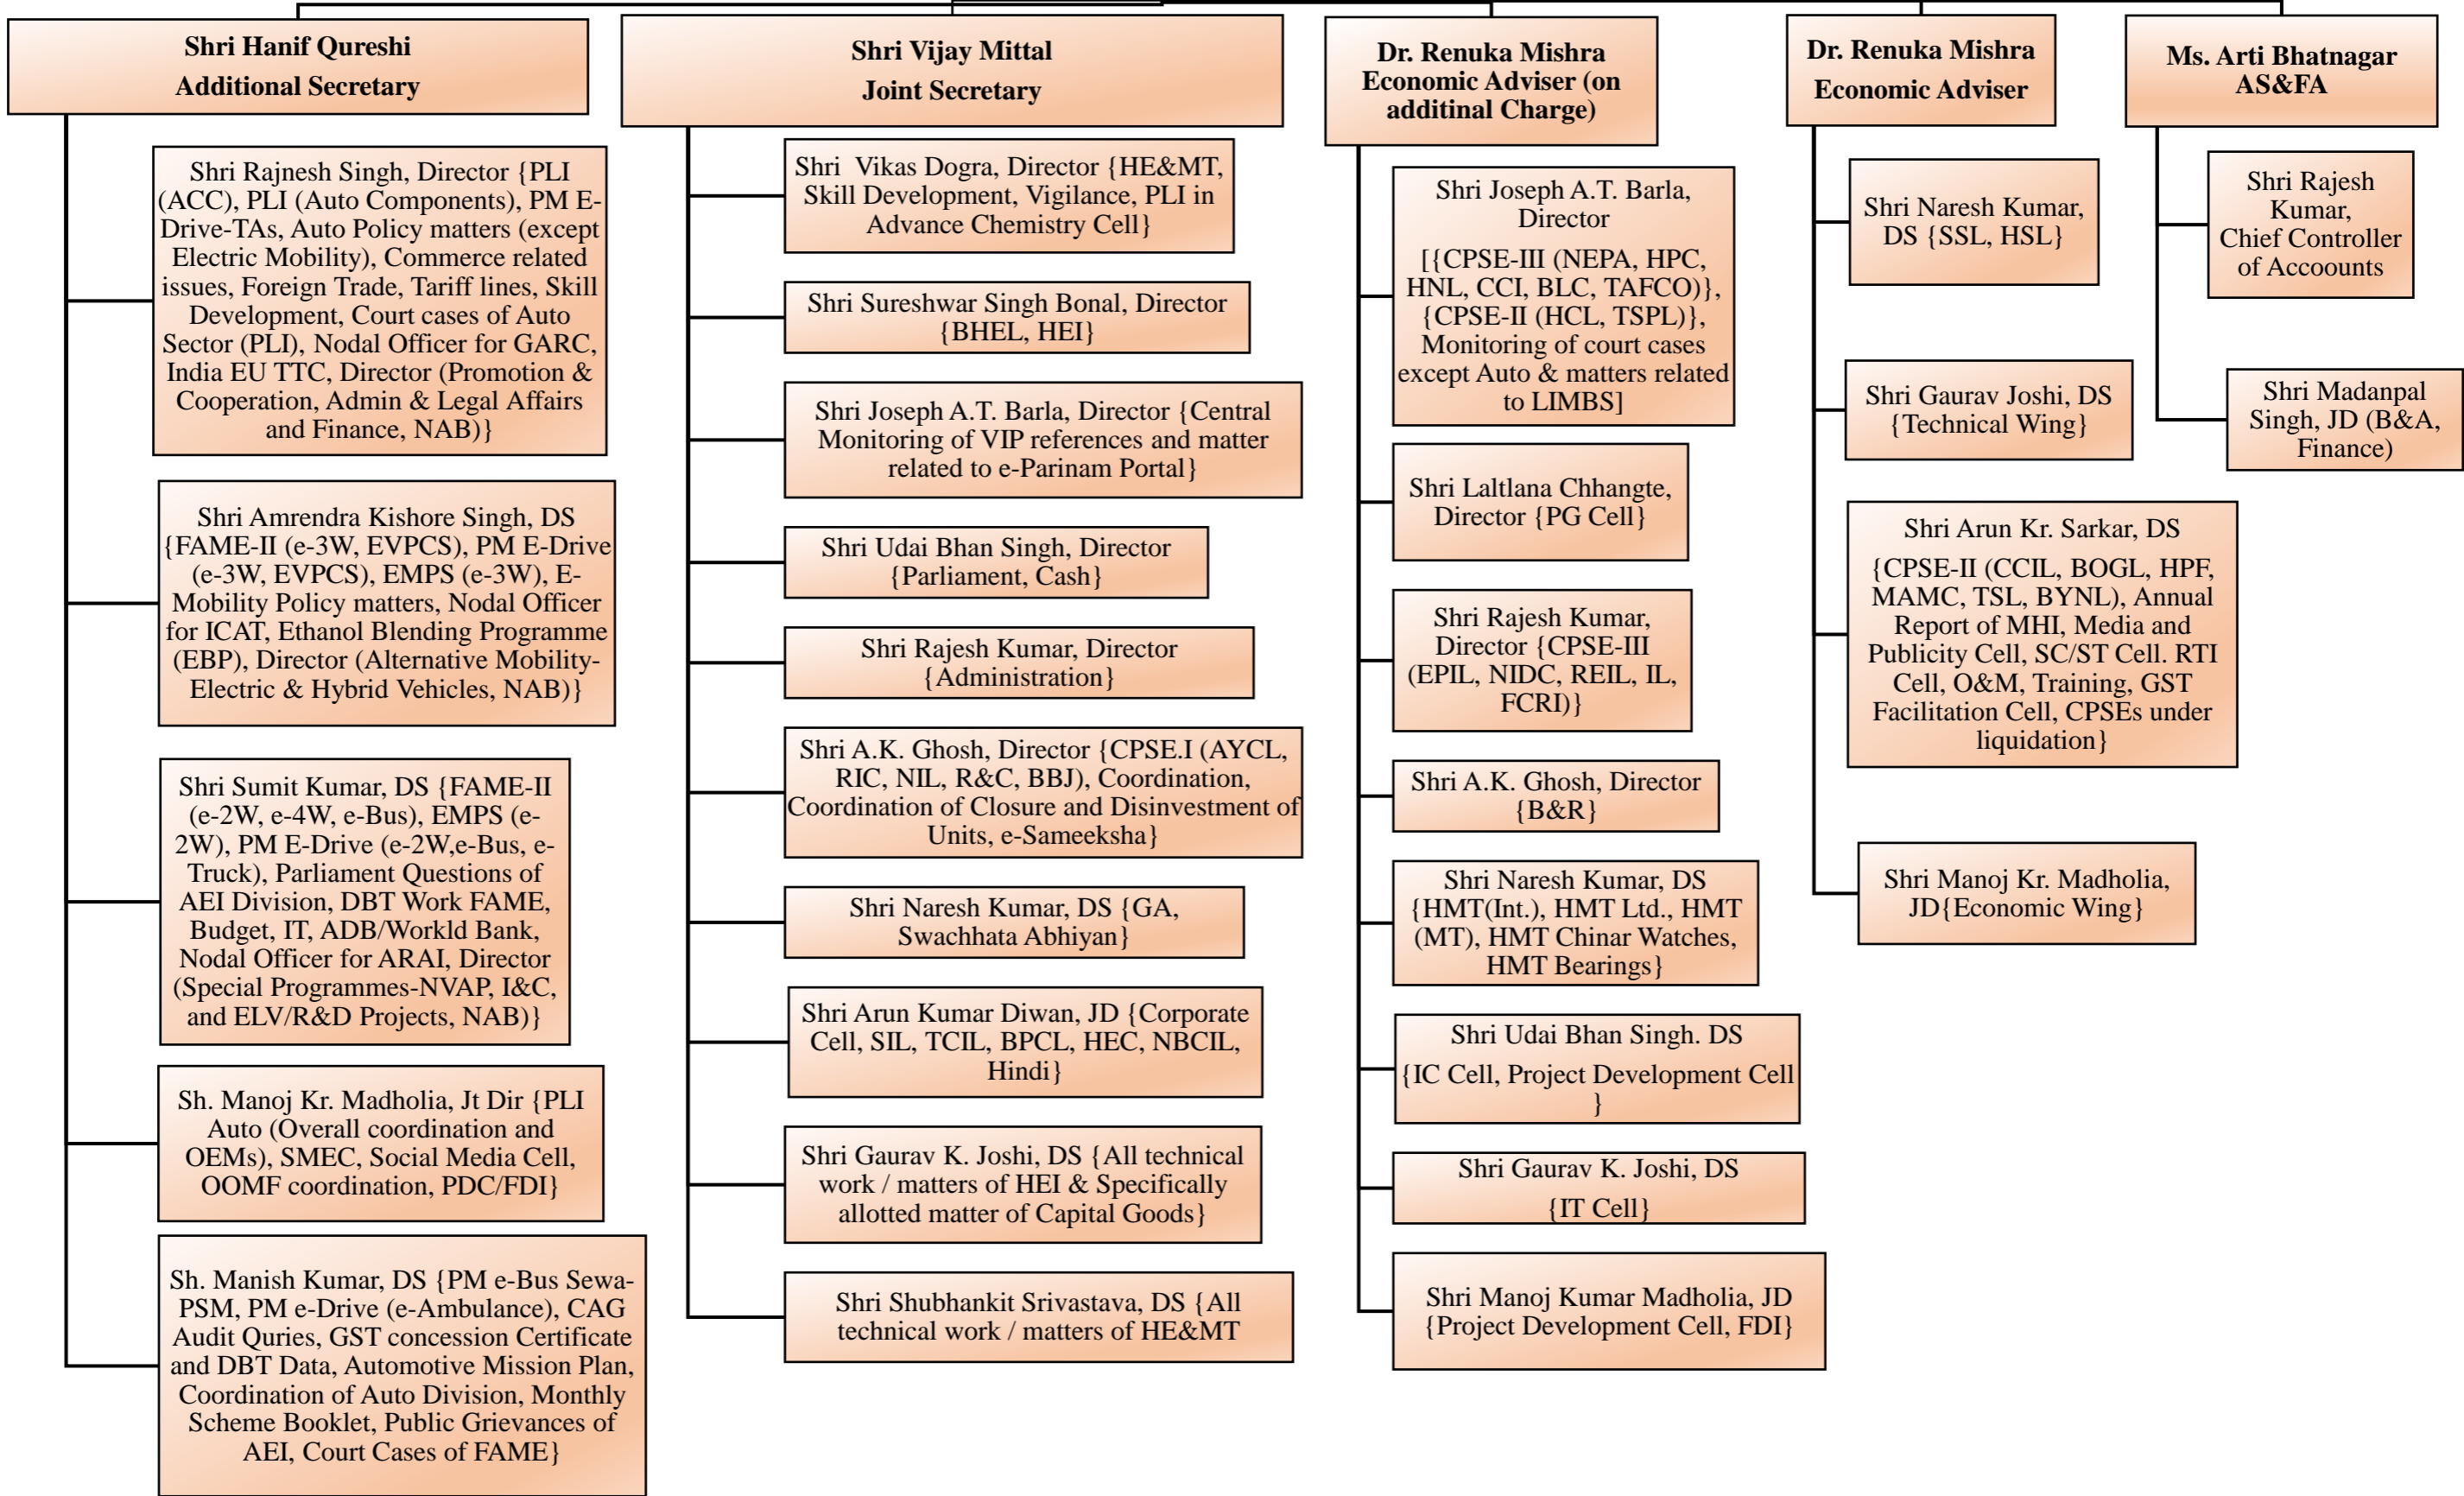 Shri Hanif Qureshi
Additional Secretary
Shri Rajnesh Singh, Director {PLI
(ACC), PLI (Auto Components), PM E-
Drive-TAs, Auto Policy matters (except
Electric Mobility), Commerce related
issues, Foreign Trade, Tariff lines, Skill
Development, Court cases of Auto
Sector (PLI), Nodal Officer for GARC,
India EU TTC, Director (Promotion &
Cooperation, Admin & Legal Affairs
and Finance, NAB)}
Shri Amrendra Kishore Singh, DS
{FAME-II (e-3W, EVPCS), PM E-Drive
(e-3W, EVPCS), EMPS (e-3W), E-
Mobility Policy matters, Nodal Officer
for ICAT, Ethanol Blending Programme
(EBP), Director (Alternative Mobility-
Electric & Hybrid Vehicles, NAB)}
Shri Sumit Kumar, DS {FAME-II
(e-2W, e-4W, e-Bus), EMPS (e-
2W), PM E-Drive (e-2W,e-Bus, e-
Truck), Parliament Questions of
AEI Division, DBT Work FAME,
Budget, IT, ADB/Workld Bank,
Nodal Officer for ARAI, Director
(Special Programmes-NVAP, I&C,
and ELV/R&D Projects, NAB)}
Sh. Manoj Kr. Madholia, Jt Dir {PLI
Auto (Overall coordination and
OEMs), SMEC, Social Media Cell,
OOMF coordination, PDC/FDI}
Sh. Manish Kumar, DS {PM e-Bus Sewa-
PSM, PM e-Drive (e-Ambulance), CAG
Audit Quries, GST concession Certificate
and DBT Data, Automotive Mission Plan,
Coordination of Auto Division, Monthly
Scheme Booklet, Public Grievances of
AEI, Court Cases of FAME}
Shri Vijay Mittal
Joint Secretary
Shri  Vikas Dogra, Director {HE&MT,
Skill Development, Vigilance, PLI in
Advance Chemistry Cell}
Shri Sureshwar Singh Bonal, Director
{BHEL, HEI}
Shri Joseph A.T. Barla, Director {Central
Monitoring of VIP references and matter
related to e-Parinam Portal}
Shri Udai Bhan Singh, Director
{Parliament, Cash}
Shri Rajesh Kumar, Director
{Administration}
Shri A.K. Ghosh, Director {CPSE.I (AYCL,
RIC, NIL, R&C, BBJ), Coordination,
Coordination of Closure and Disinvestment of
Units, e-Sameeksha}
Shri Naresh Kumar, DS {GA,
Swachhata Abhiyan}
Shri Arun Kumar Diwan, JD {Corporate
Cell, SIL, TCIL, BPCL, HEC, NBCIL,
Hindi}
Shri Gaurav K. Joshi, DS {All technical
work / matters of HEI & Specifically
allotted matter of Capital Goods}
Shri Shubhankit Srivastava, DS {All
technical work / matters of HE&MT
Dr. Renuka Mishra
Economic Adviser (on
additinal Charge)
Shri Joseph A.T. Barla,
Director
[{CPSE-III (NEPA, HPC,
HNL, CCI, BLC, TAFCO)},
{CPSE-II (HCL, TSPL)},
Monitoring of court cases
except Auto & matters related
to LIMBS]
Shri Laltlana Chhangte,
Director {PG Cell}
Shri Rajesh Kumar,
Director {CPSE-III
(EPIL, NIDC, REIL, IL,
FCRI)}
Shri A.K. Ghosh, Director
{B&R}
Shri Naresh Kumar, DS
{HMT(Int.), HMT Ltd., HMT
(MT), HMT Chinar Watches,
HMT Bearings}
Shri Udai Bhan Singh. DS
{IC Cell, Project Development Cell
}
Shri Gaurav K. Joshi, DS
{IT Cell}
Shri Manoj Kumar Madholia, JD
{Project Development Cell, FDI}
Dr. Renuka Mishra
Economic Adviser
Shri Naresh Kumar,
DS {SSL, HSL}
Shri Gaurav Joshi, DS
{Technical Wing}
Shri Arun Kr. Sarkar, DS
{CPSE-II (CCIL, BOGL, HPF,
MAMC, TSL, BYNL), Annual
Report of MHI, Media and
Publicity Cell, SC/ST Cell. RTI
Cell, O&M, Training, GST
Facilitation Cell, CPSEs under
liquidation}
Shri Manoj Kr. Madholia,
JD{Economic Wing}
Ms. Arti Bhatnagar
AS&FA
Shri Rajesh
Kumar,
Chief Controller
of Accoounts
Shri Madanpal
Singh, JD (B&A,
Finance)